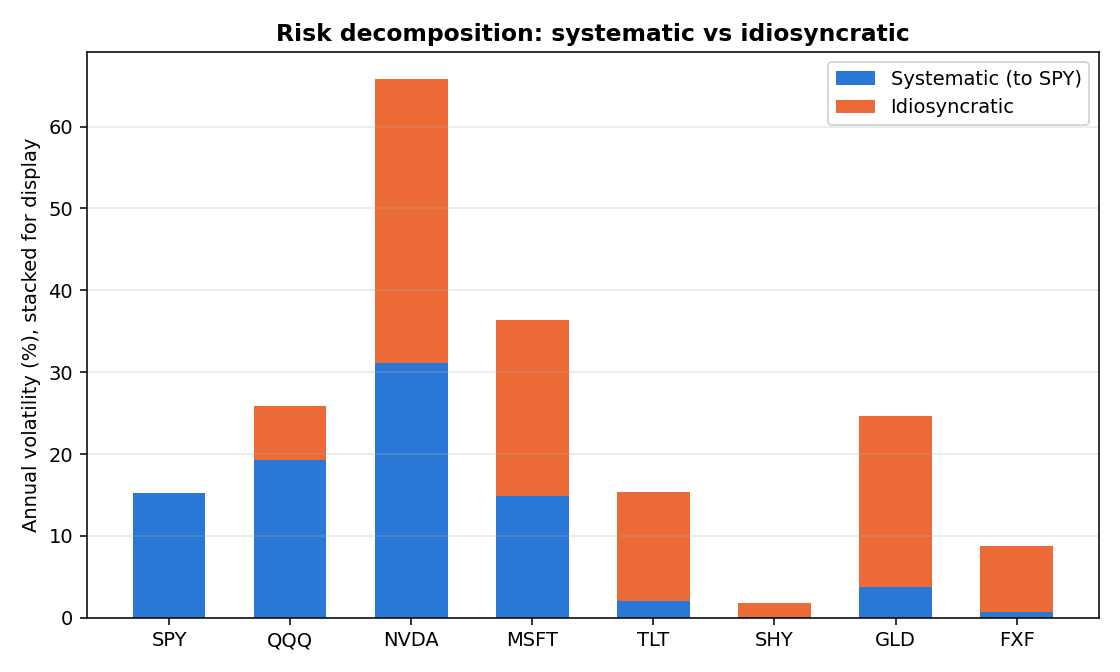 Risk decomposition: systematic vs idiosyncratic
Systematic (to SPY)
Idiosyncratic
Annual volatility (%), stacked for display
60
50
40
30
20
10
0
SPY QQQ NVDA MSFT TLT SHY GLD FXF